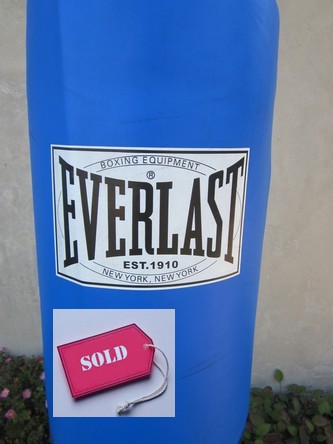 BOXING EQUIPMENT
®
EVERLAST
EST.1910
NEW YORK, NEW YORK
SOLD